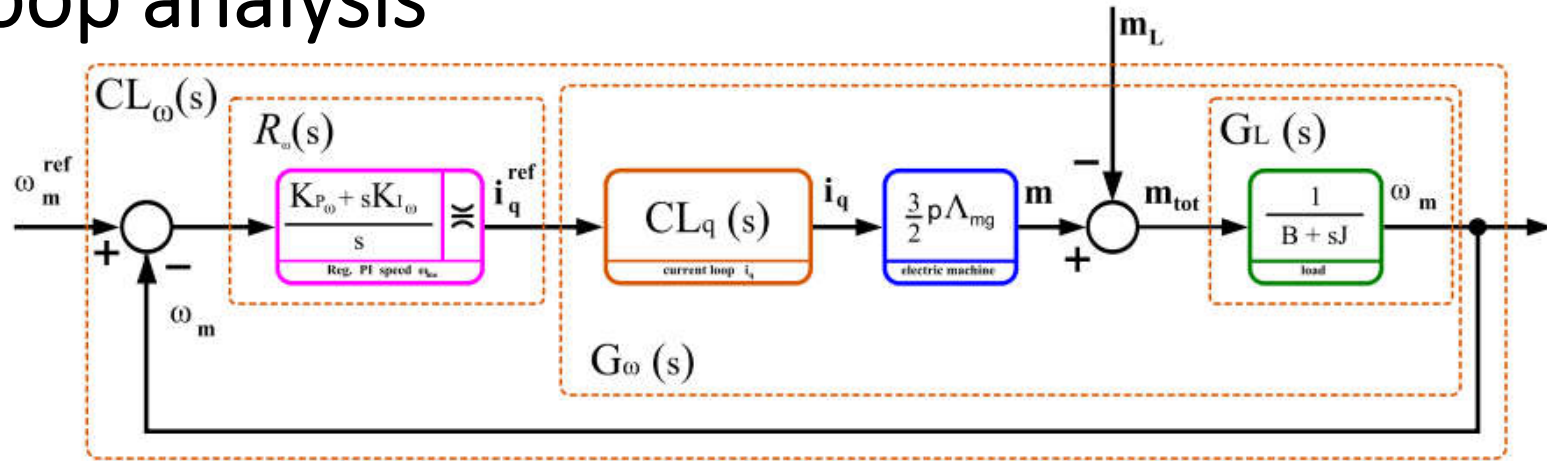 oop analysis
m_L
CL_ω(s)
R_ω(s)
G_L (s)
ω_m^ref
K_Pω + sK_Iω
s
Reg. PI speed
i_q^ref
CL_q (s)
current loop i_q
i_q
3/2 p Λ_mg
electric machine
m
m_tot
1
B + sJ
load
ω_m
+
−
+
−
ω_m
G_ω (s)